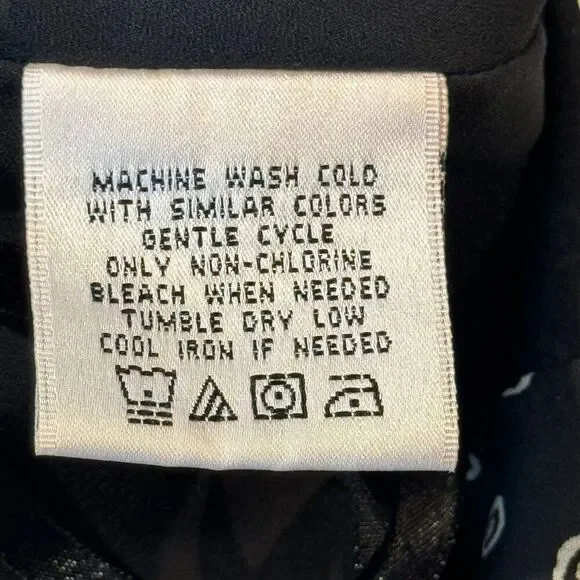 MACHINE WASH COLD
WITH SIMILAR COLORS
GENTLE CYCLE
ONLY NON-CHLORINE
BLEACH WHEN NEEDED
TUMBLE DRY LOW
COOL IRON IF NEEDED